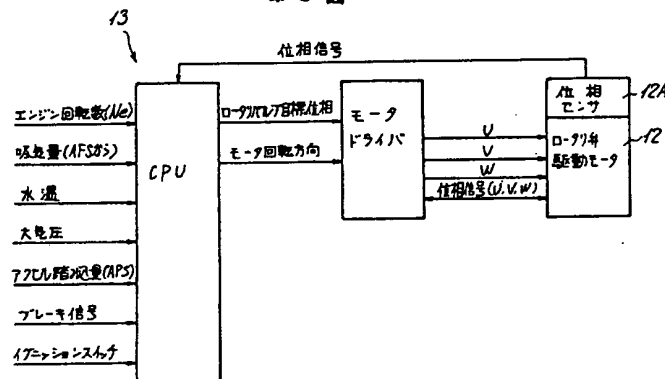 13
位相信号
エンジン回転数(Ne)
吸気量(AFSから)
水温
大気圧
アクセル踏込量(APS)
ブレーキ信号
イグニッションスイッチ
CPU
ロータリバルブ目標位相
モータ回転方向
モータ
ドライバ
U
V
W
位相信号(U.V.W)
位相
センサ
12A
ロータリ弁
駆動モータ
12